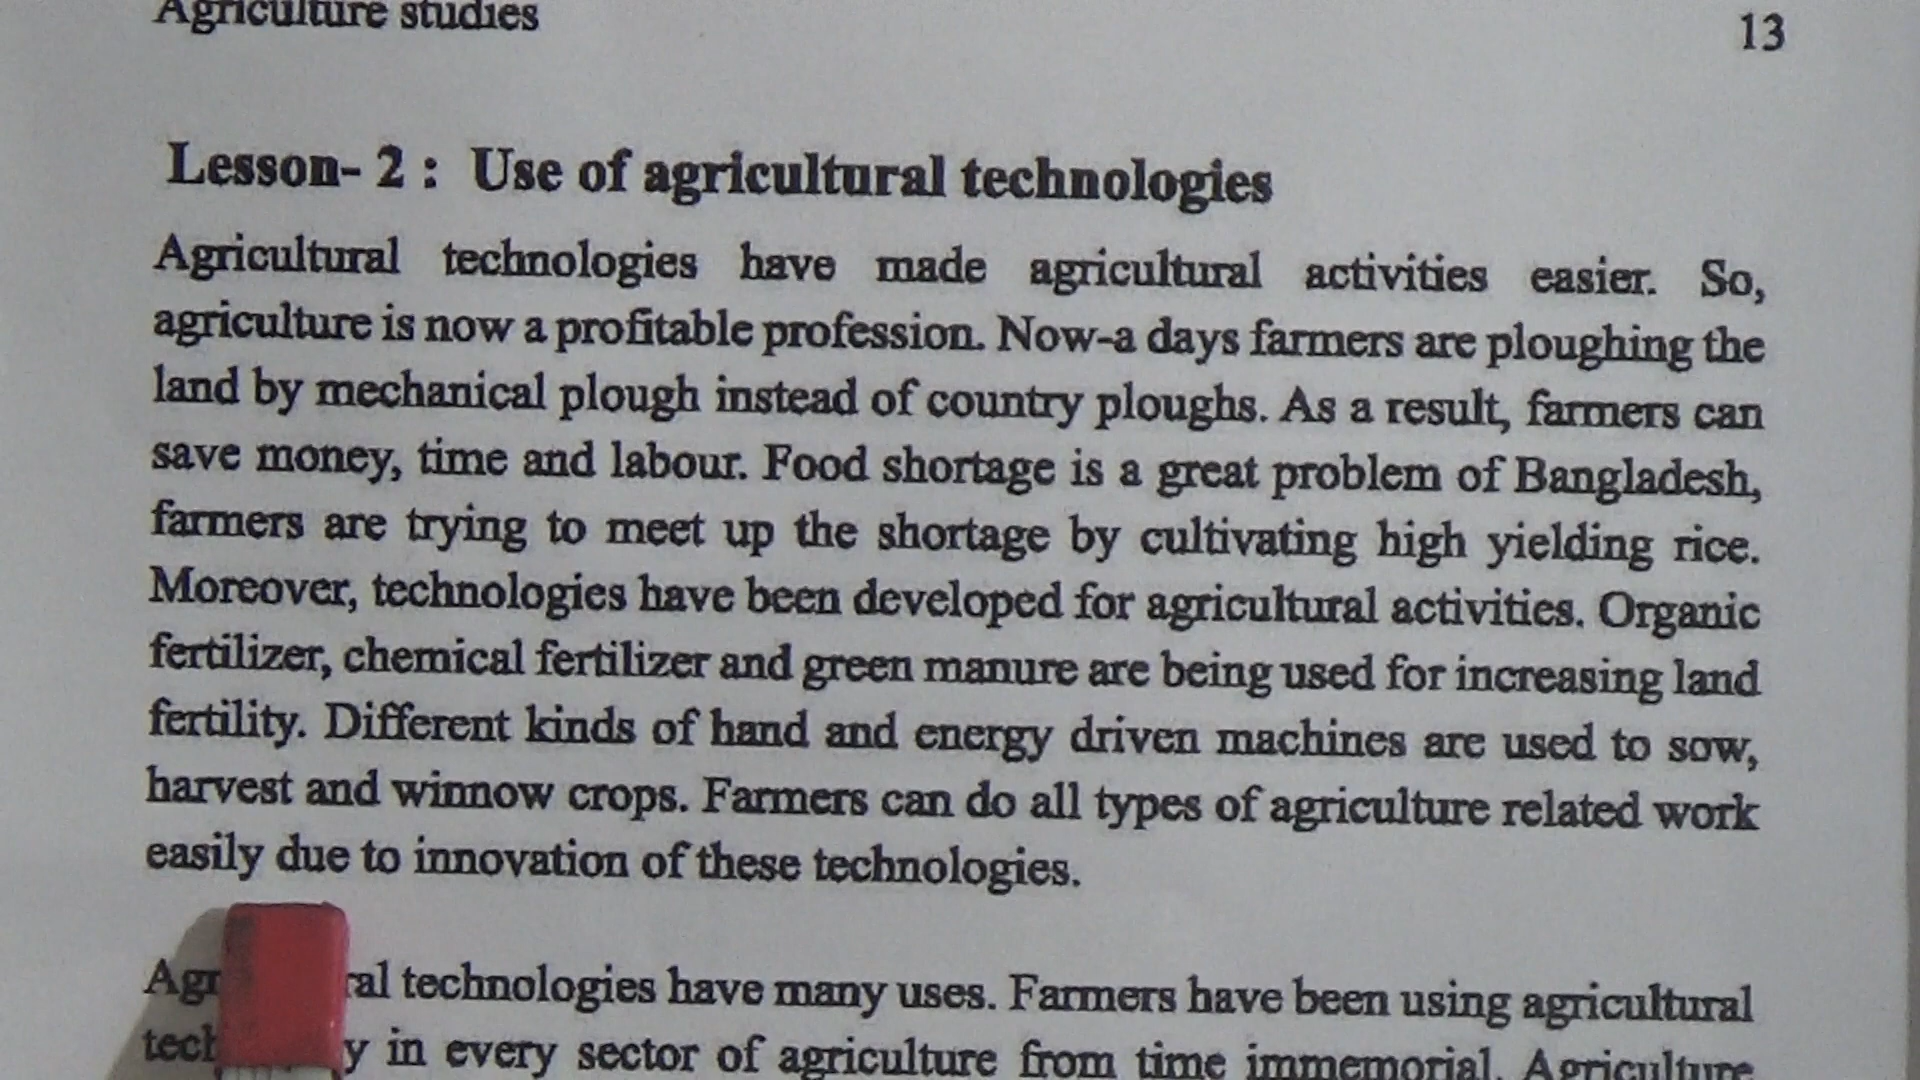 Agriculture studies
13
Lesson- 2 : Use of agricultural technologies
Agricultural technologies have made agricultural activities easier. So,
agriculture is now a profitable profession. Now-a days farmers are ploughing the
land by mechanical plough instead of country ploughs. As a result, farmers can
save money, time and labour. Food shortage is a great problem of Bangladesh,
farmers are trying to meet up the shortage by cultivating high yielding rice.
Moreover, technologies have been developed for agricultural activities. Organic
fertilizer, chemical fertilizer and green manure are being used for increasing land
fertility. Different kinds of hand and energy driven machines are used to sow,
harvest and winnow crops. Farmers can do all types of agriculture related work
easily due to innovation of these technologies.
technologies have many uses. Farmers have been using agricultural
in every sector of agriculture from time immemorial. Agriculture